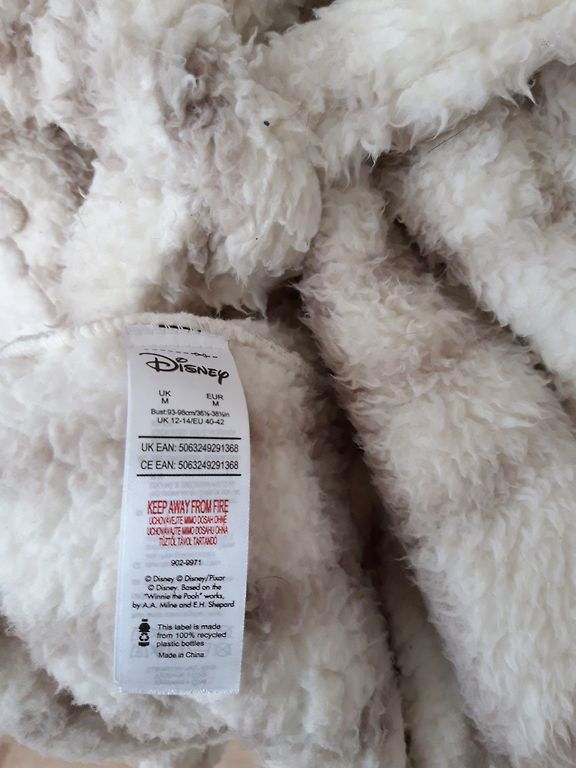 Disney
UK EUR
M M
Bust:93-98cm/36½-38½in
UK 12-14/EU 40-42
UK EAN: 5063249291368
CE EAN: 5063249291368
KEEP AWAY FROM FIRE
UCHOVÁVEJTE MIMO DOSAH OHNĚ
UCHOVÁVAJTE MIMO DOSAHU OHŇA
TŰZTŐL TÁVOL TARTANDÓ
902-9971
© Disney © Disney/Pixar
© Disney. Based on the
"Winnie the Pooh" works,
by A.A. Milne and E.H. Shepard
This label is made
from 100% recycled
plastic bottles
Made in China